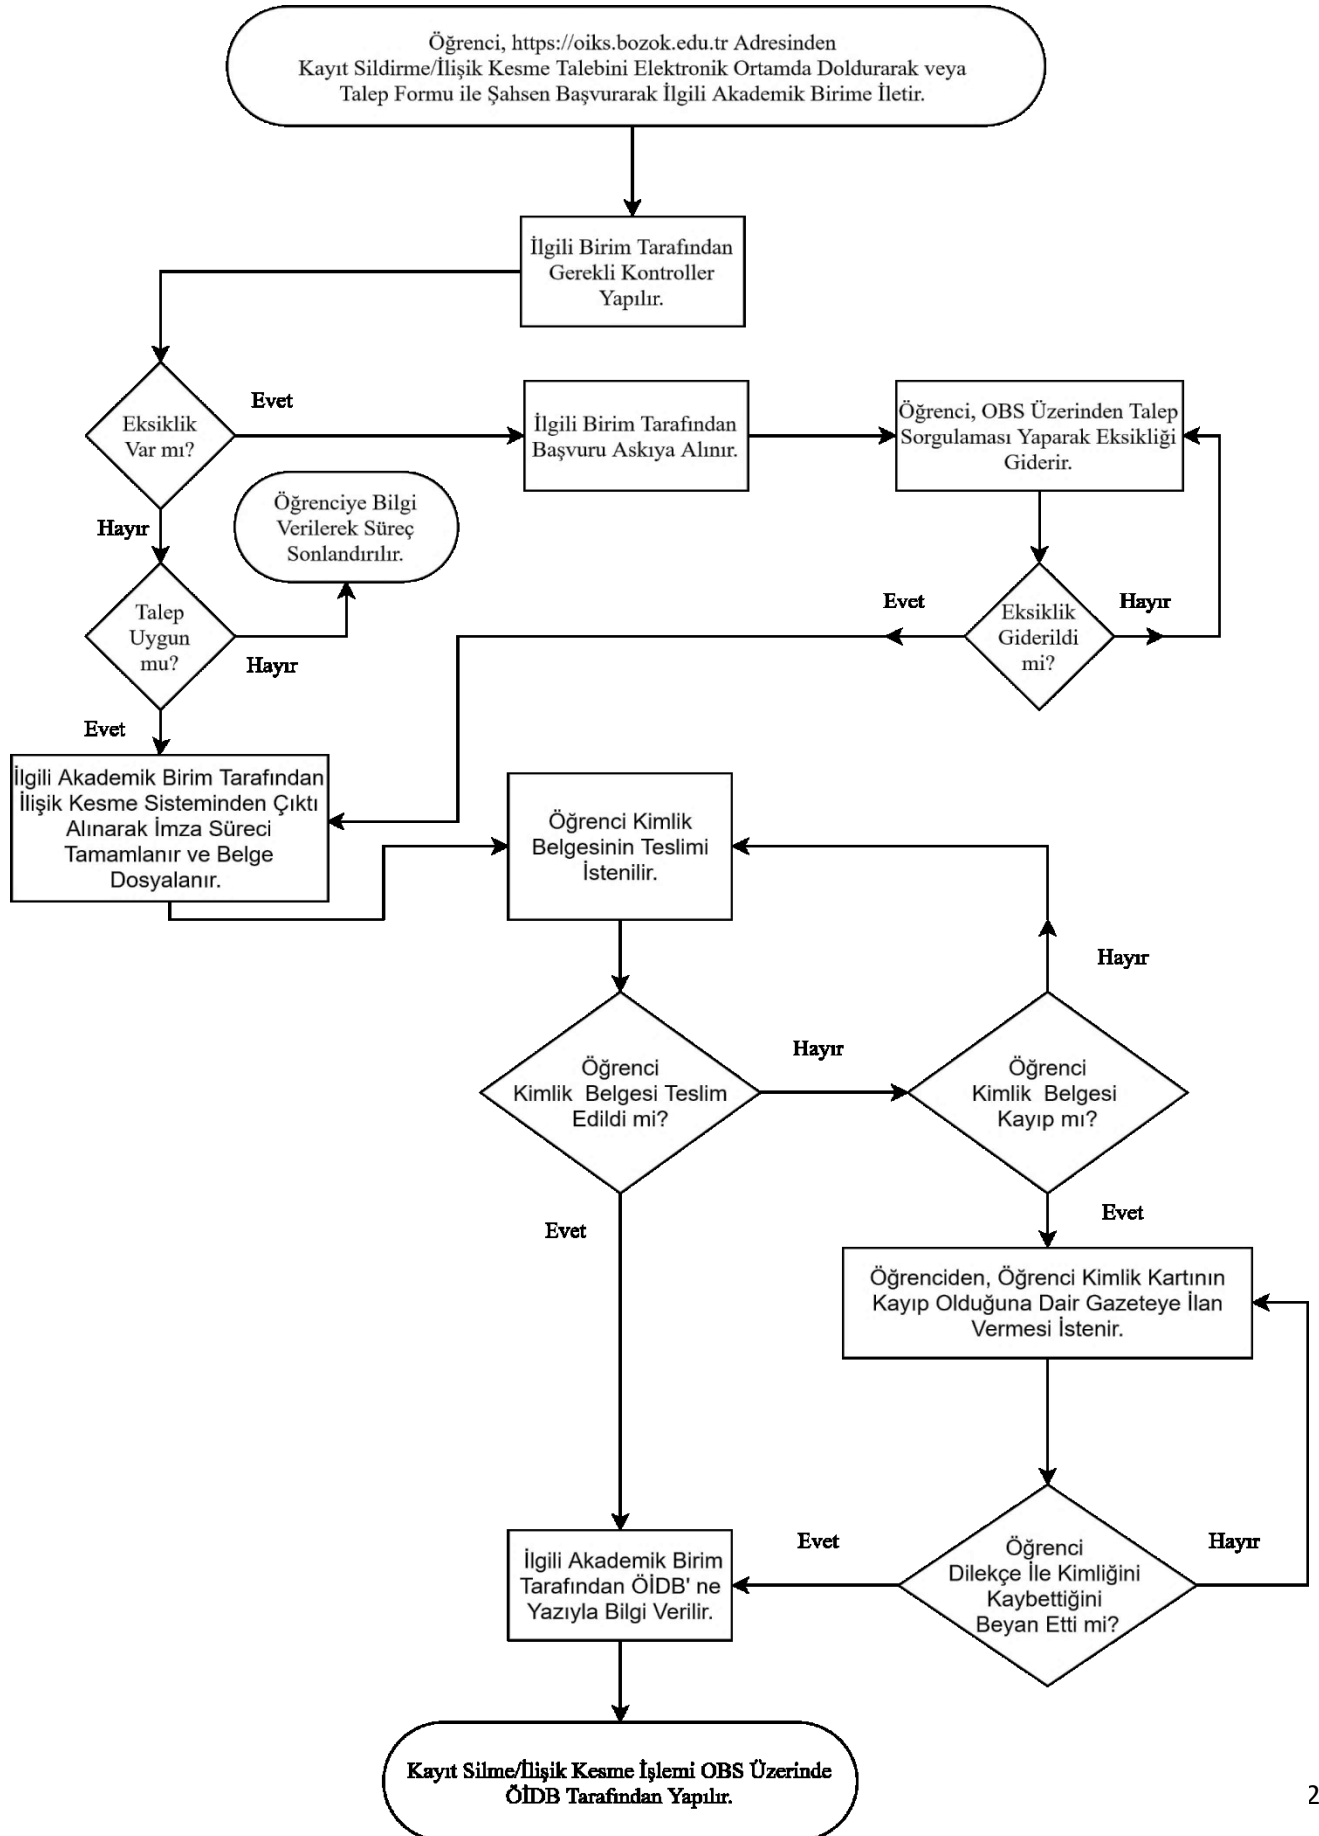 Öğrenci, https://oiks.bozok.edu.tr Adresinden
Kayıt Sildirme/İlişik Kesme Talebini Elektronik Ortamda Doldurarak veya
Talep Formu ile Şahsen Başvurarak İlgili Akademik Birime İletir.
İlgili Birim Tarafından
Gerekli Kontroller
Yapılır.
Eksiklik
Var mı?
Evet
İlgili Birim Tarafından
Başvuru Askıya Alınır.
Öğrenci, OBS Üzerinden Talep
Sorgulaması Yaparak Eksikliği
Giderir.
Hayır
Öğrenciye Bilgi
Verilerek Süreç
Sonlandırılır.
Talep
Uygun
mu?
Hayır
Evet
Eksiklik
Giderildi
mi?
Hayır
Evet
İlgili Akademik Birim Tarafından
İlişik Kesme Sisteminden Çıktı
Alınarak İmza Süreci
Tamamlanır ve Belge
Dosyalanır.
Öğrenci Kimlik
Belgesinin Teslimi
İstenilir.
Hayır
Öğrenci
Kimlik Belgesi Teslim
Edildi mi?
Hayır
Öğrenci
Kimlik Belgesi
Kayıp mı?
Evet
Evet
Öğrenciden, Öğrenci Kimlik Kartının
Kayıp Olduğuna Dair Gazeteye İlan
Vermesi İstenir.
İlgili Akademik Birim
Tarafından ÖİDB' ne
Yazıyla Bilgi Verilir.
Evet
Öğrenci
Dilekçe İle Kimliğini
Kaybettiğini
Beyan Etti mi?
Hayır
Kayıt Silme/İlişik Kesme İşlemi OBS Üzerinde
ÖİDB Tarafından Yapılır.
2